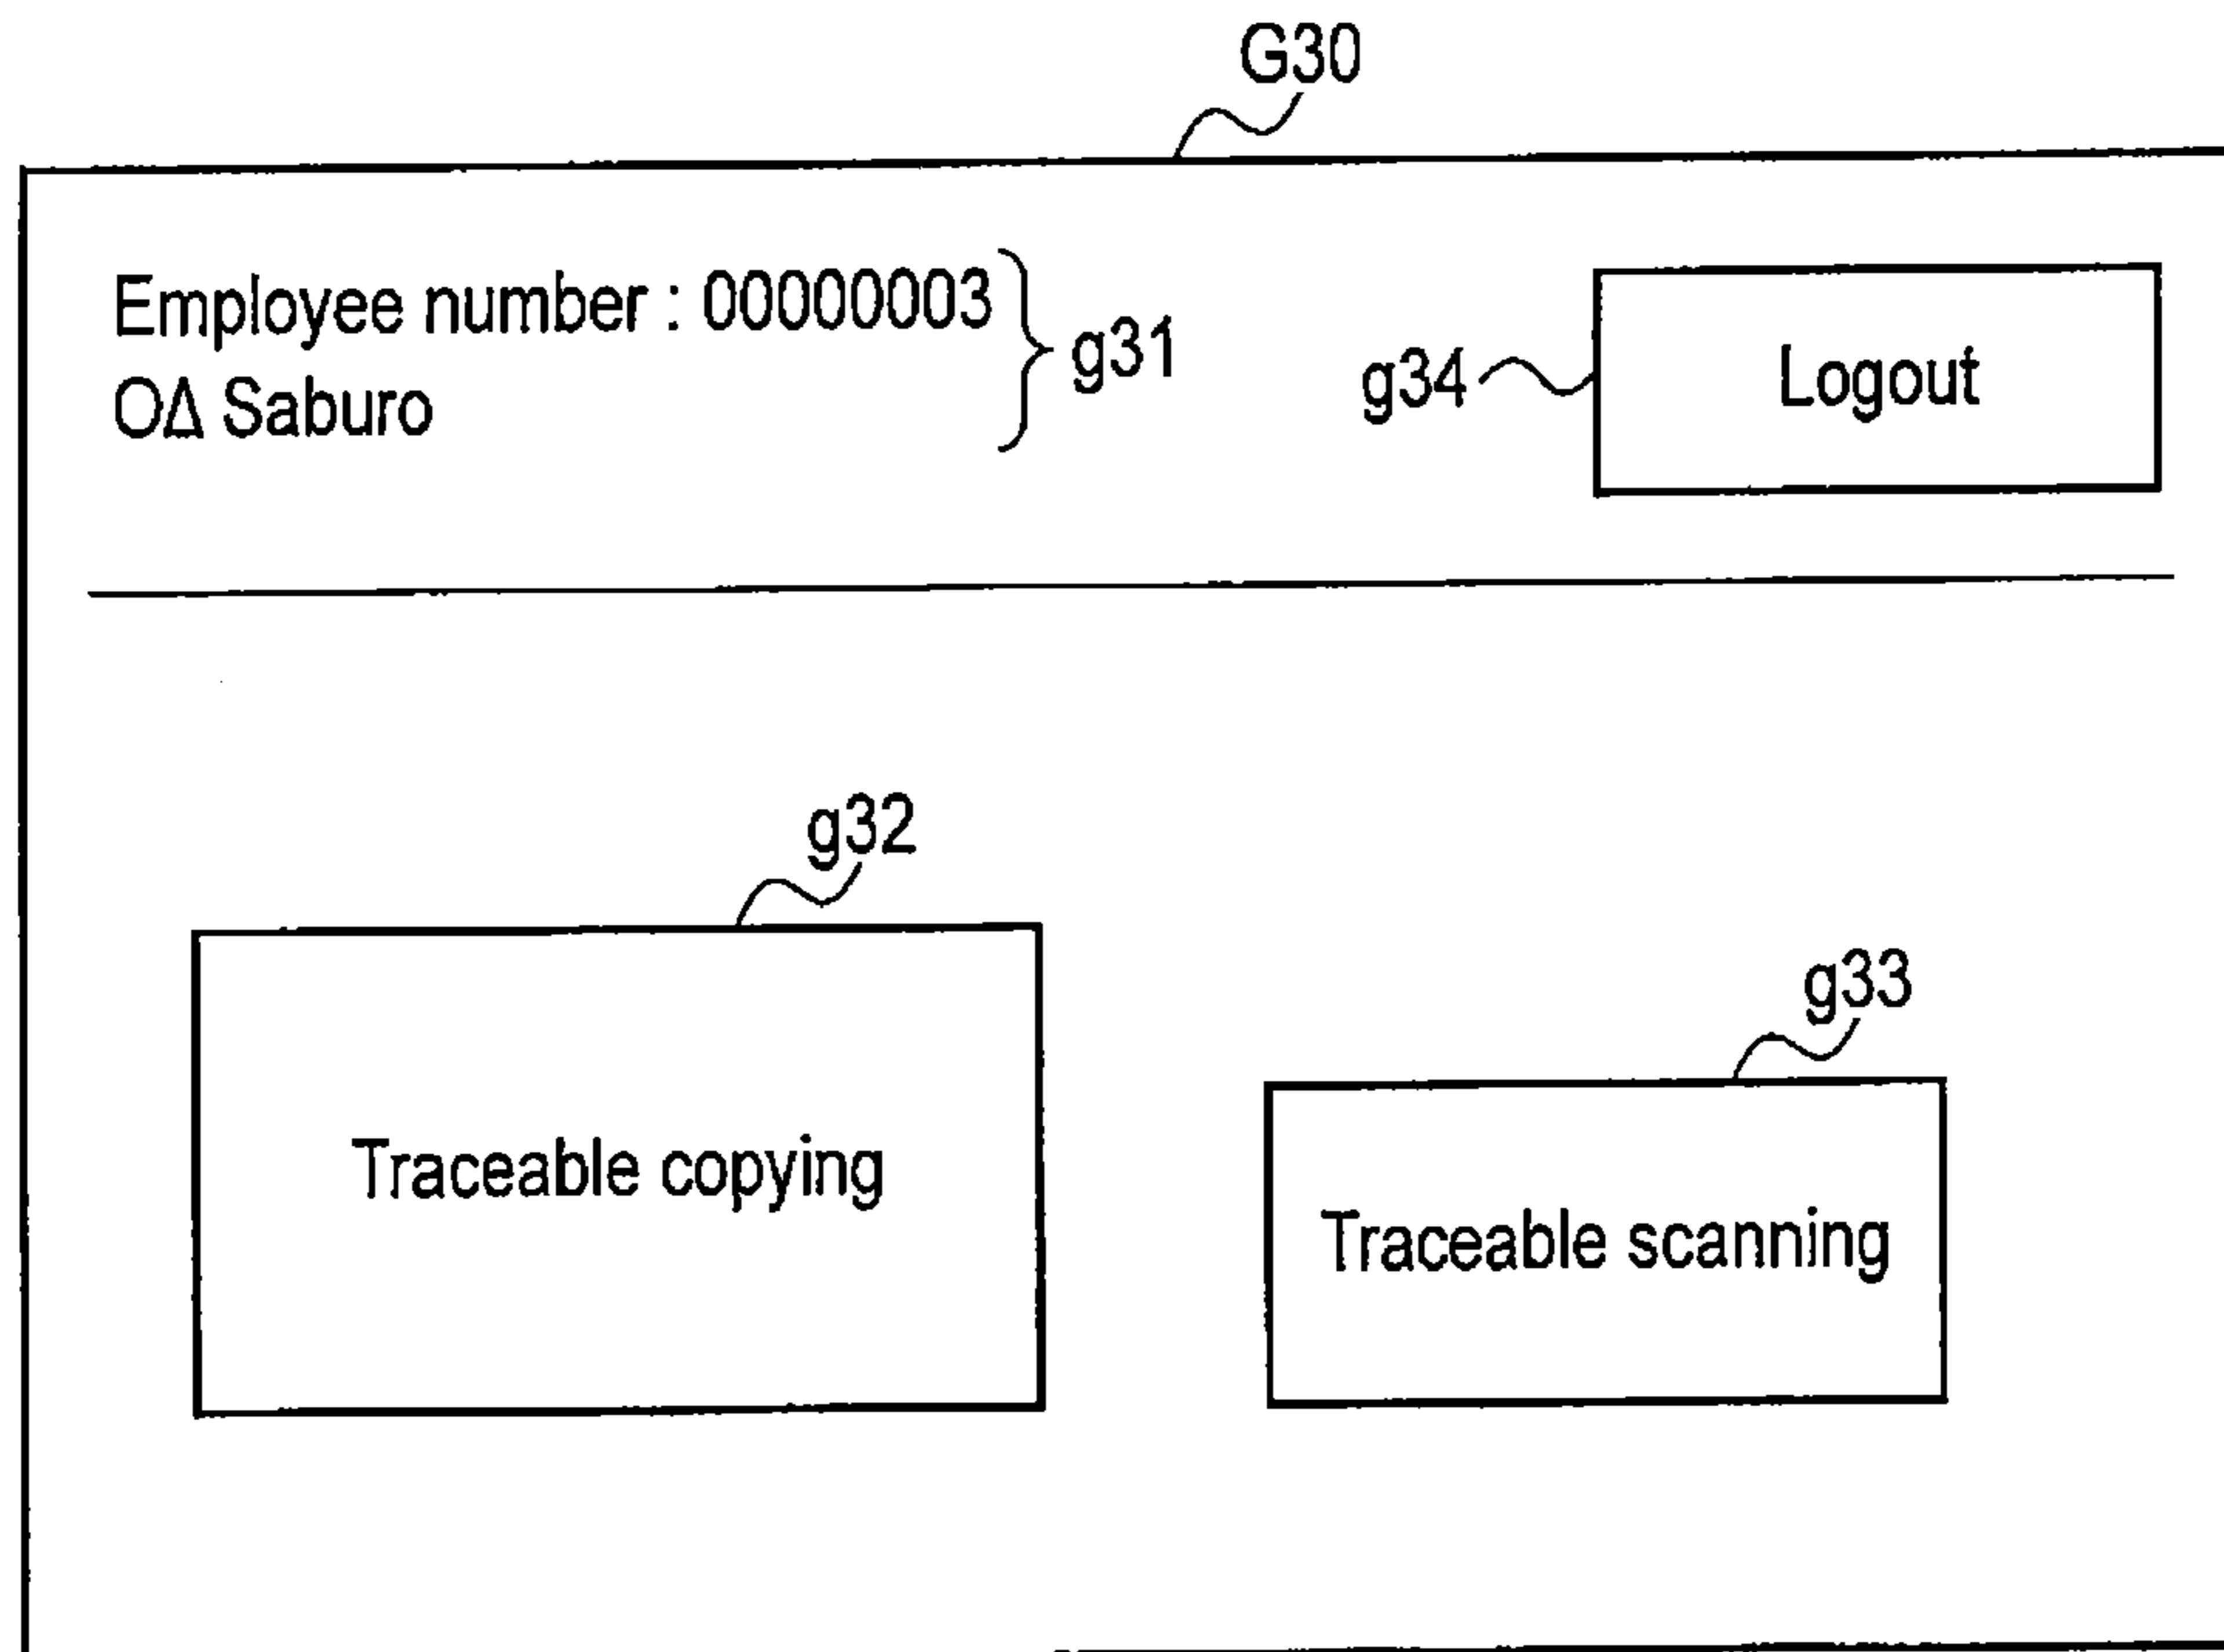 G30
Employee number : 00000003
g31
OΔ Saburo
g34
Logout
g32
Traceable copying
g33
Traceable scanning